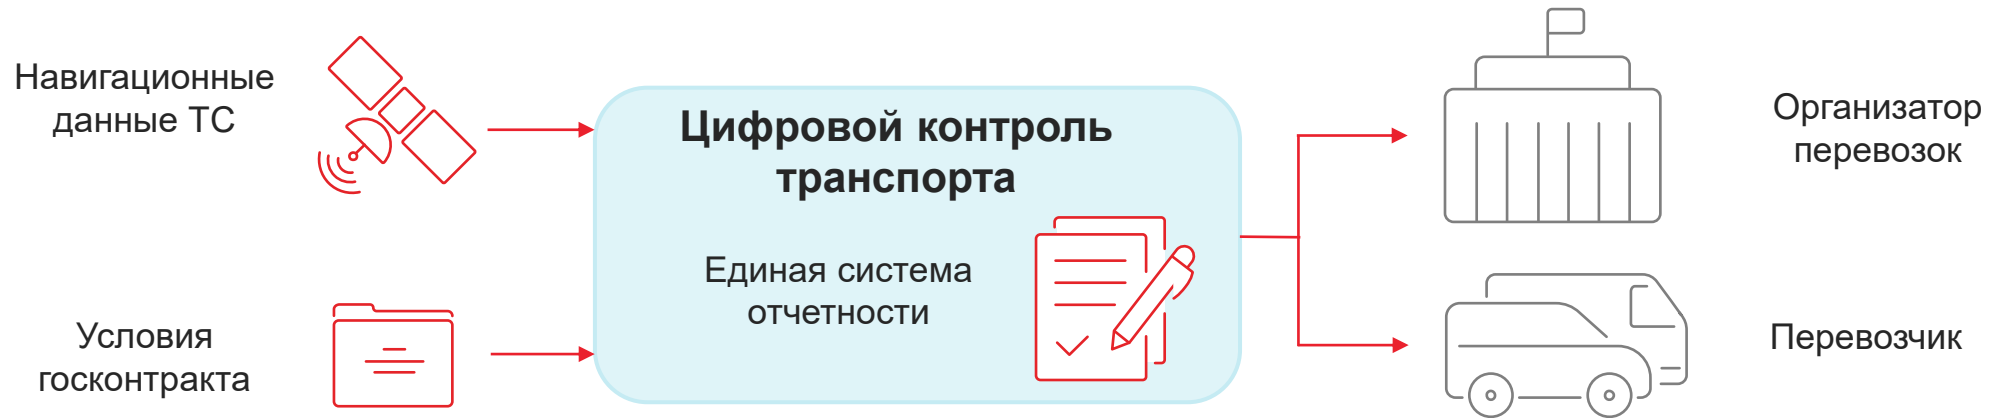 Навигационные
данные ТС
Условия
госконтракта
Цифровой контроль
транспорта
Единая система
отчетности
Организатор
перевозок
Перевозчик